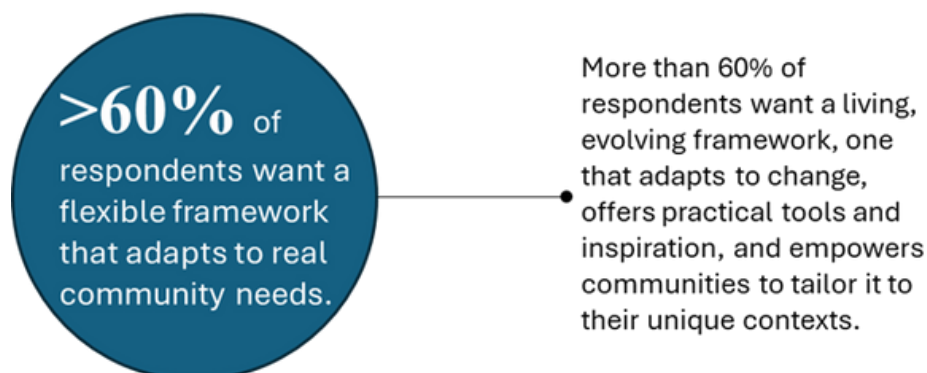 >60% of
respondents want a
flexible framework
that adapts to real
community needs.
More than 60% of
respondents want a living,
evolving framework, one
that adapts to change,
offers practical tools and
inspiration, and empowers
communities to tailor it to
their unique contexts.